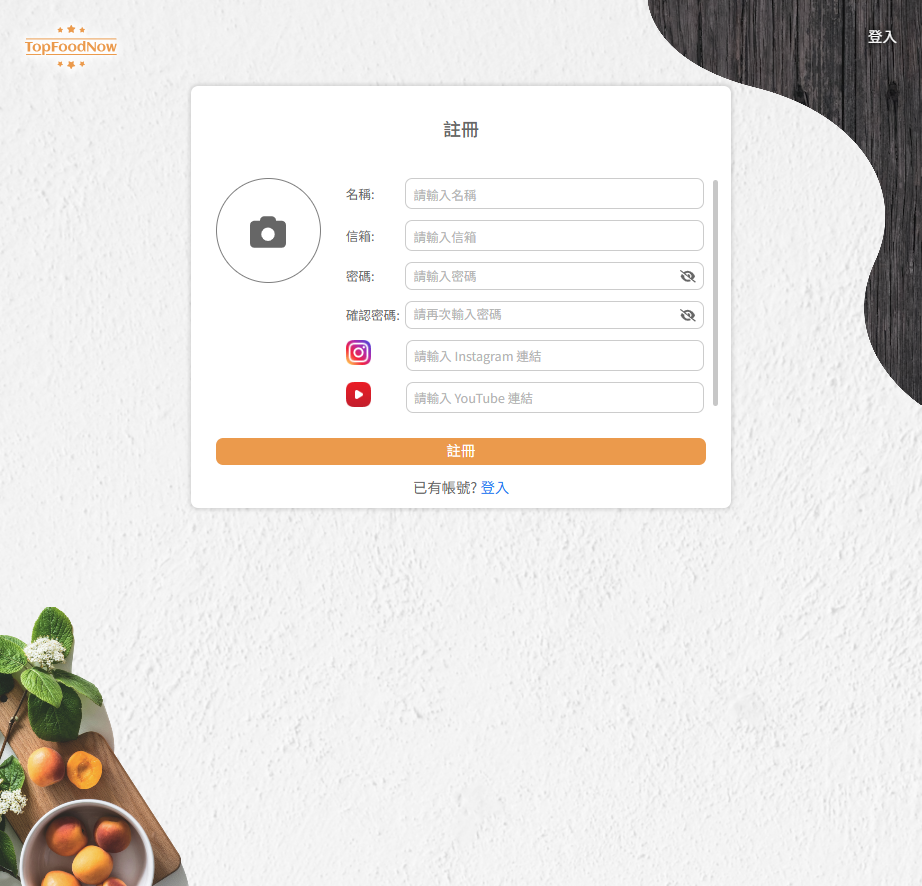 TopFoodNow
登入
註冊
名稱: 請輸入名稱
信箱: 請輸入信箱
密碼: 請輸入密碼
確認密碼: 請再次輸入密碼
請輸入 Instagram 連結
請輸入 YouTube 連結
註冊
已有帳號? 登入